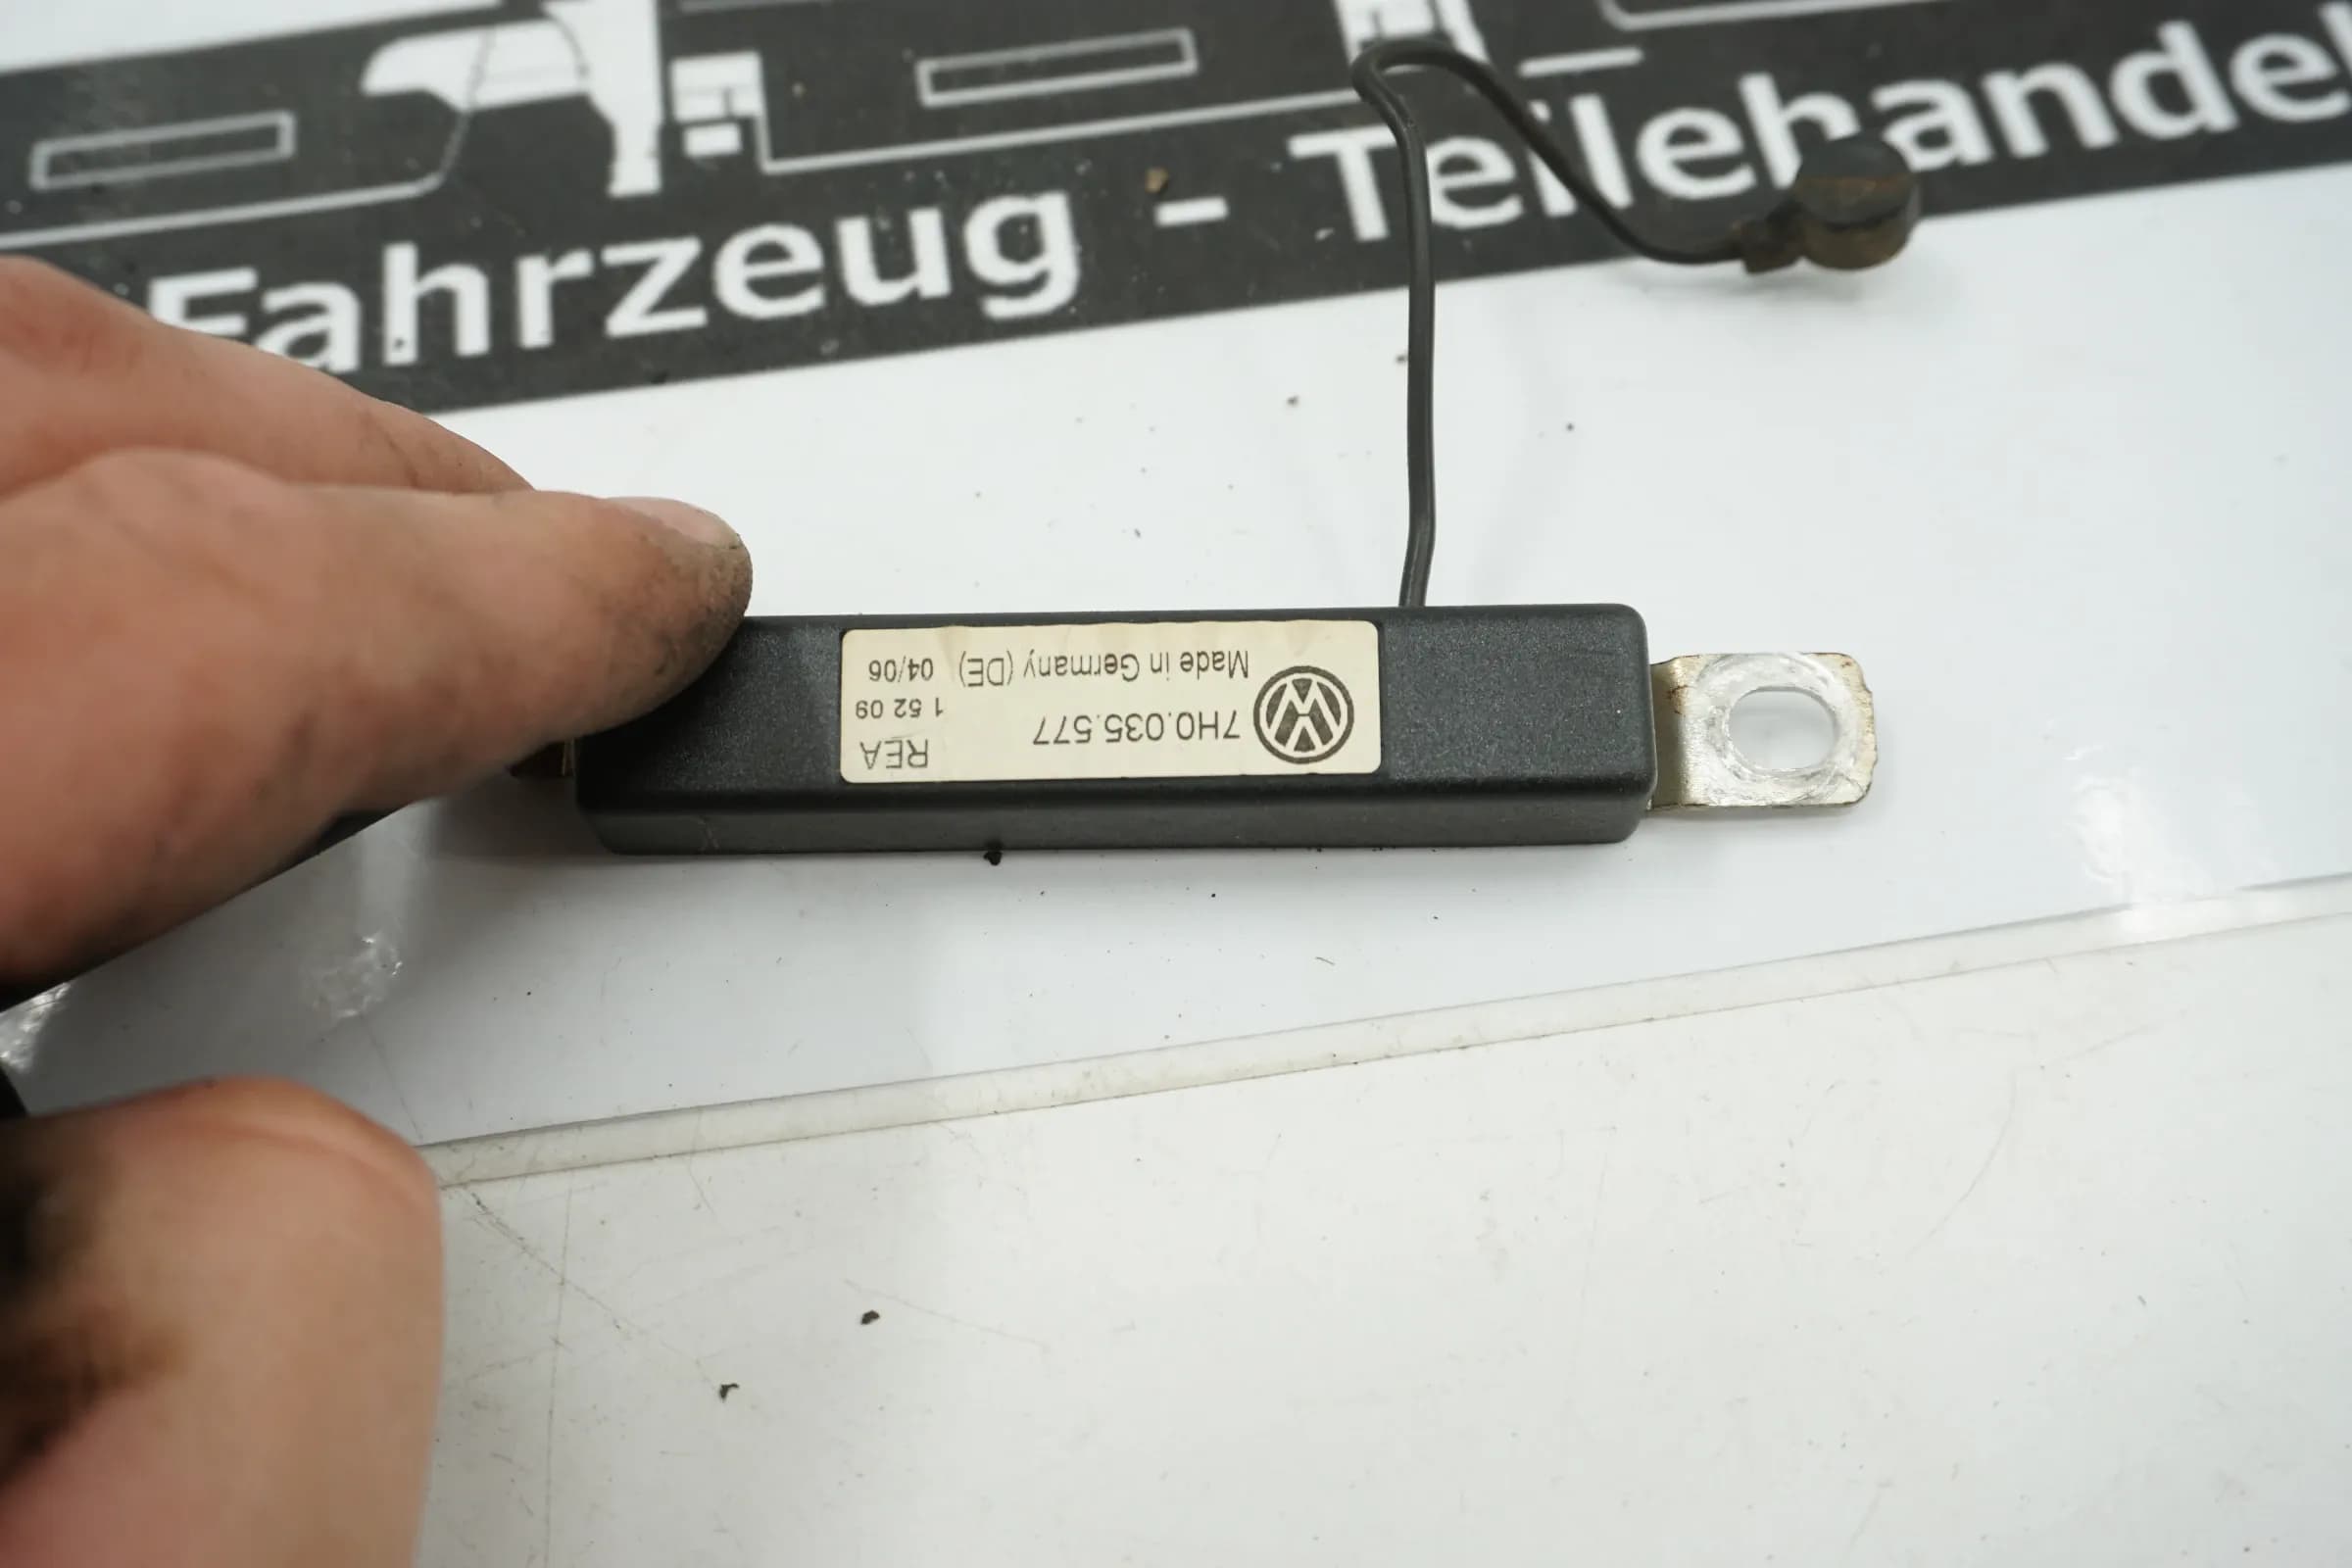 Fahrzeug - Teilehandel
7H0.035.577 REA
1 52 09
Made in Germany (DE) 04/06